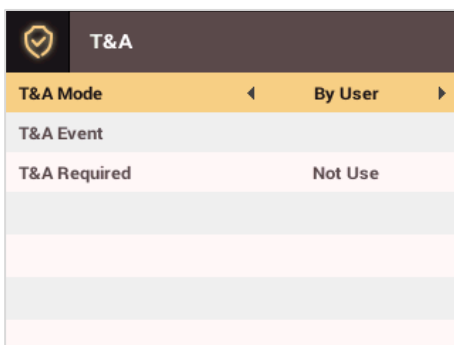 T&A
T&A Mode By User
T&A Event
T&A Required Not Use